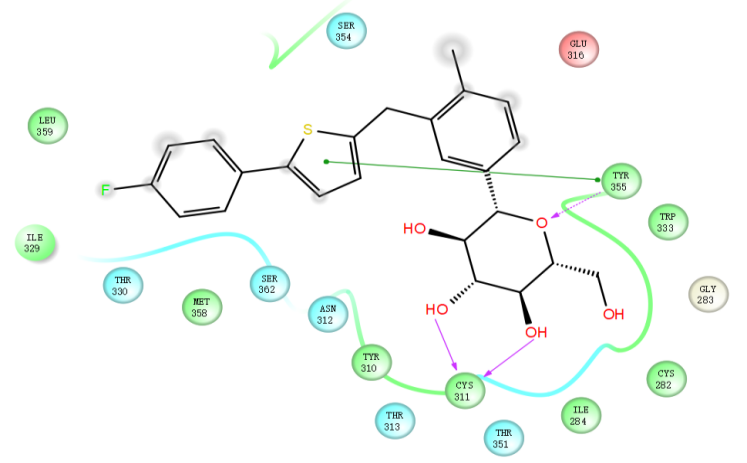 SER
354
GLU
316
LEU
359
S
F
TYR
355
ILE
329
HO
O
TRP
333
THR
330
SER
362
MET
358
ASN
312
HO
OH
OH
GLY
283
TYR
310
CYS
311
CYS
282
THR
313
ILE
284
THR
351